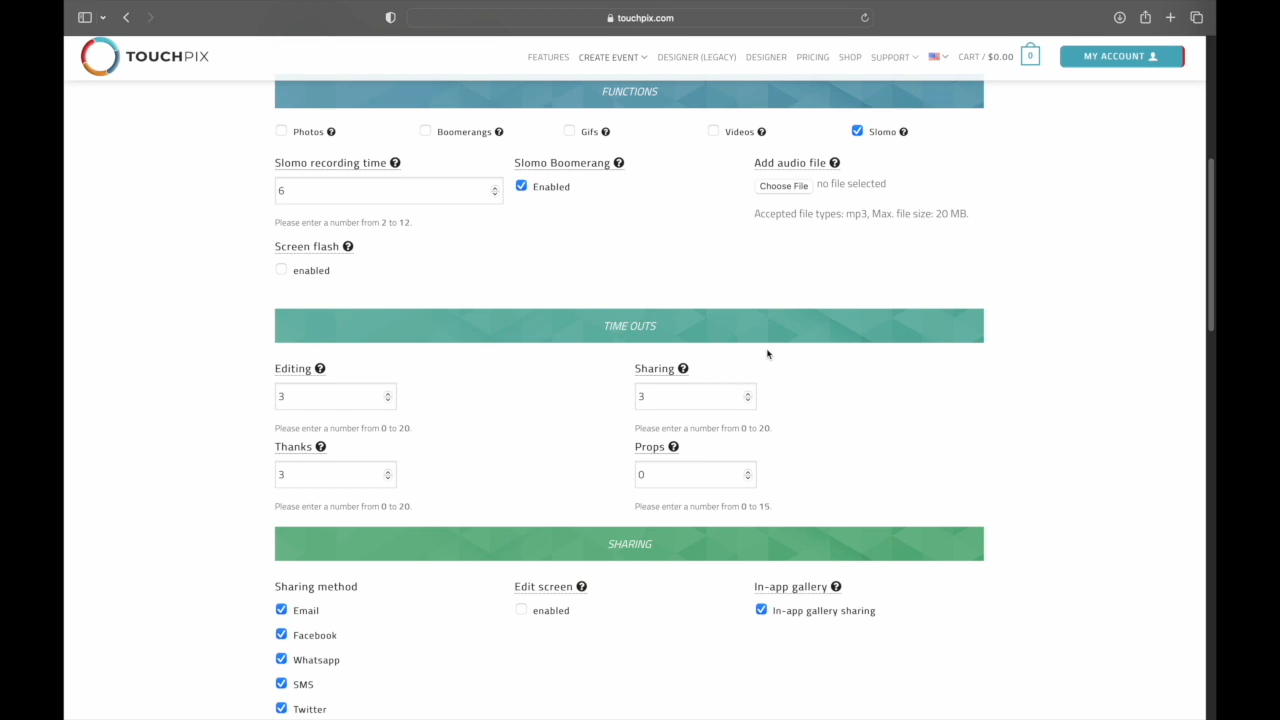 touchpix.com
TOUCHPIX
FEATURES CREATE EVENT DESIGNER (LEGACY) DESIGNER PRICING SHOP SUPPORT CART / $0.00 0 MY ACCOUNT
FUNCTIONS
Photos Boomerangs Gifs Videos Slomo
Slomo recording time Slomo Boomerang Add audio file
6 Enabled Choose File no file selected
Please enter a number from 2 to 12. Accepted file types: mp3, Max. file size: 20 MB.
Screen flash
enabled
TIME OUTS
Editing Sharing
3 3
Please enter a number from 0 to 20. Please enter a number from 0 to 20.
Thanks Props
3 0
Please enter a number from 0 to 20. Please enter a number from 0 to 15.
SHARING
Sharing method Edit screen In-app gallery
Email enabled In-app gallery sharing
Facebook
Whatsapp
SMS
Twitter